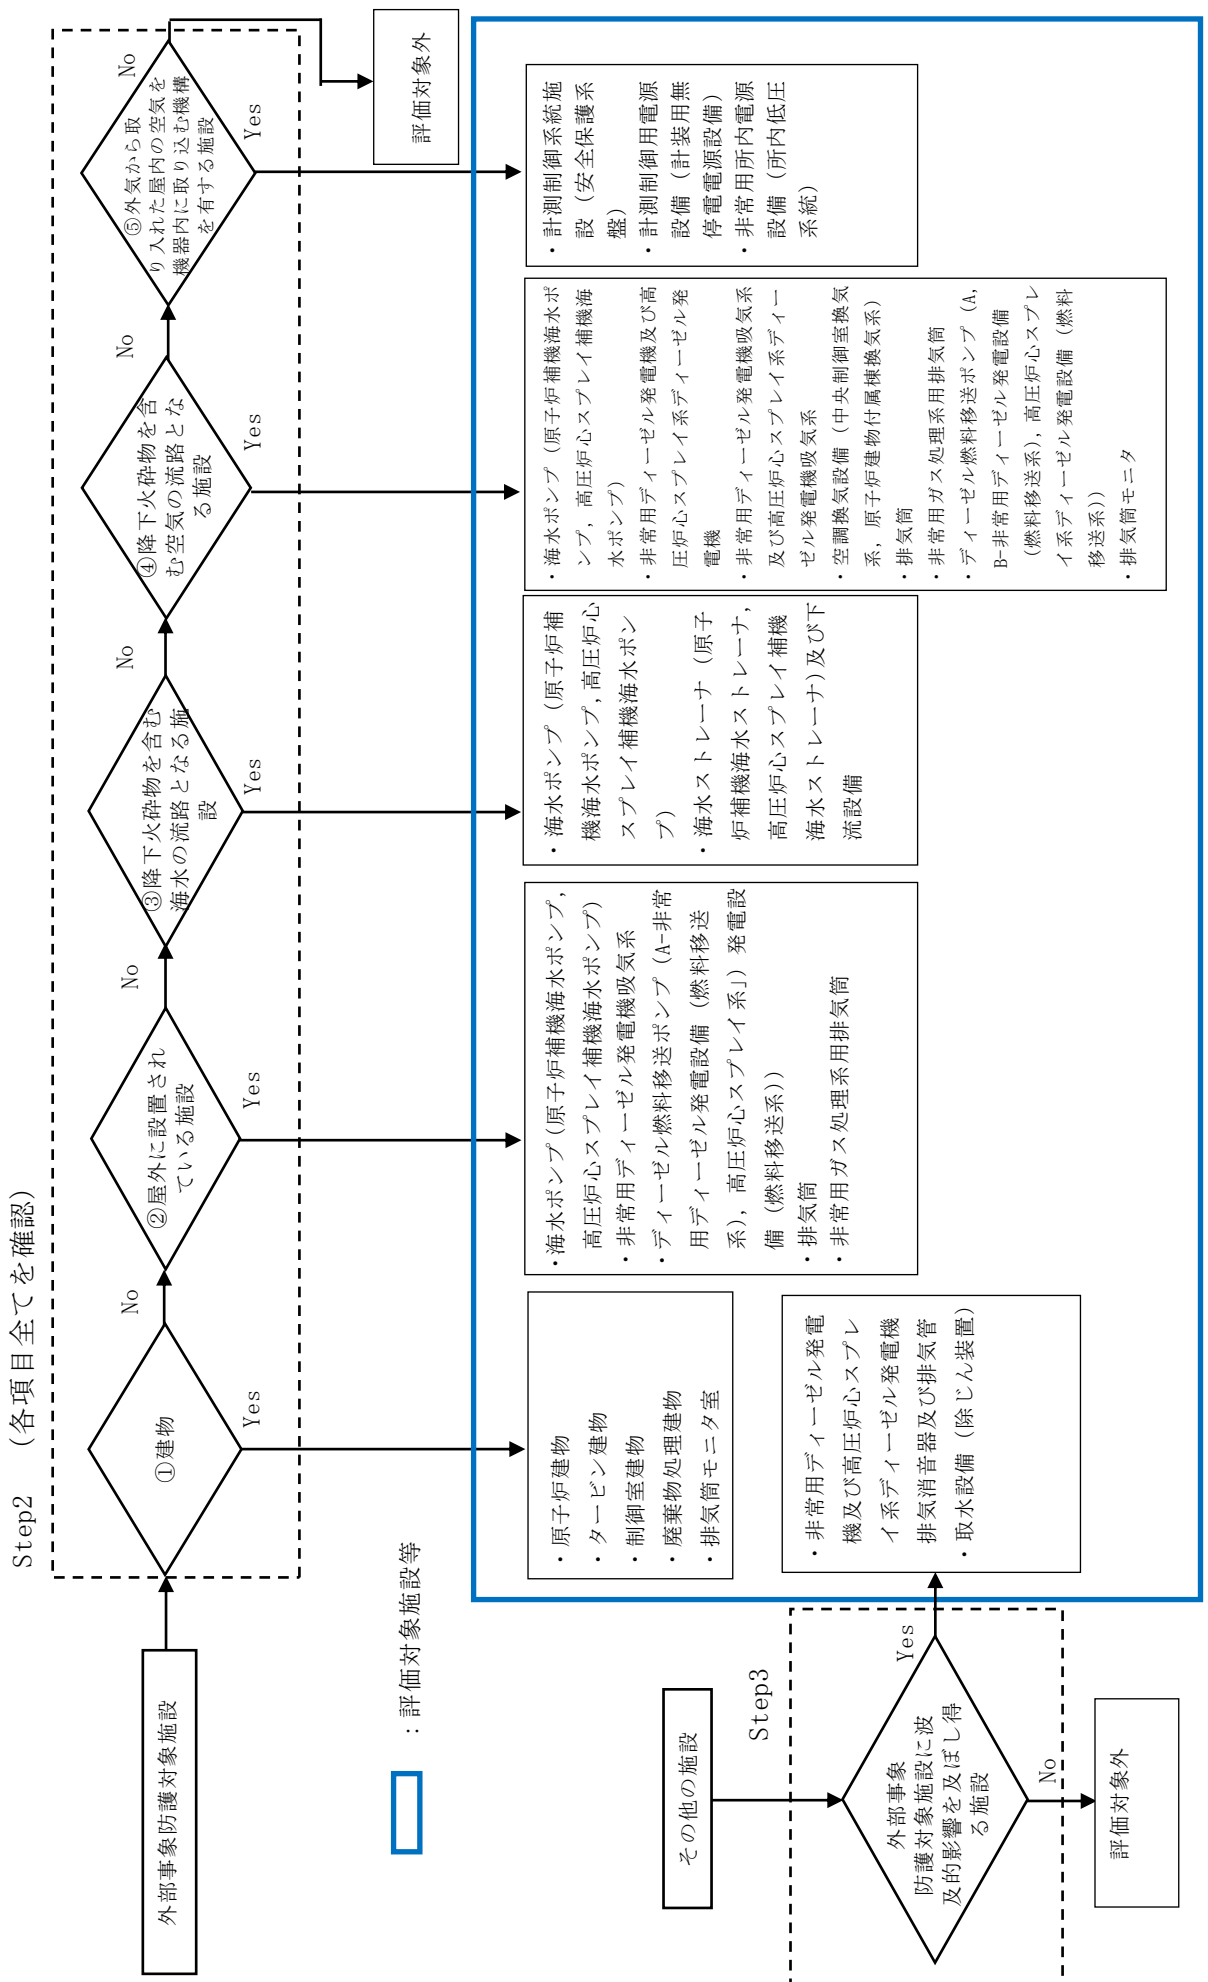 Step2　（各項目全てを確認）
外部事象防護対象施設
①建物
No
Yes
②屋外に設置され
ている施設
No
Yes
③降下火砕物を含む
海水の流路となる施
設
No
Yes
④降下火砕物を含
む空気の流路とな
る施設
No
Yes
⑤外気から取
り入れた屋内の空気を
機器内に取り込む機構
を有する施設
No
Yes
評価対象外
：評価対象施設等
・原子炉建物
・タービン建物
・制御室建物
・廃棄物処理建物
・排気筒モニタ室
・海水ポンプ(原子炉補機海水ポンプ,
高圧炉心スプレイ補機海水ポンプ)
・非常用ディーゼル発電機吸気系
・ディーゼル燃料移送ポンプ（A-非常
用ディーゼル発電設備（燃料移送
系）, 高圧炉心スプレイ系」）発電設
備（燃料移送系））
・排気筒
・非常用ガス処理系用排気筒
・海水ポンプ（原子炉補
機海水ポンプ, 高圧炉心
スプレイ補機海水ポン
プ）
・海水ストレーナ（原子
炉補機海水ストレーナ,
高圧炉心スプレイ補機
海水ストレーナ)及び下
流設備
・海水ポンプ（原子炉補機海水ポ
ンプ, 高圧炉心スプレイ補機海
水ポンプ）
・非常用ディーゼル発電機及び高
圧炉心スプレイ系ディーゼル発
電機
・非常用ディーゼル発電機吸気系
及び高圧炉心スプレイ系ディー
ゼル発電機吸気系
・空調換気設備（中央制御室換気
系, 原子炉建物付属棟換気系）
・排気筒
・非常用ガス処理系用排気筒
・ディーゼル燃料移送ポンプ（A,
B-非常用ディーゼル発電設備
（燃料移送系）, 高圧炉心スプレ
イ系ディーゼル発電設備（燃料
移送系））
・排気筒モニタ
・計測制御系統施
設（安全保護系
盤）
・計測制御用電源
設備（計装用無
停電電源設備）
・非常用所内電源
設備（所内低圧
系統）
その他の施設
Step3
外部事象
防護対象施設に波
及的影響を及ぼし得
る施設
Yes
No
評価対象外
・非常用ディーゼル発電
機及び高圧炉心スプレ
イ系ディーゼル発電機
排気消音器及び排気管
・取水設備（除じん装置）